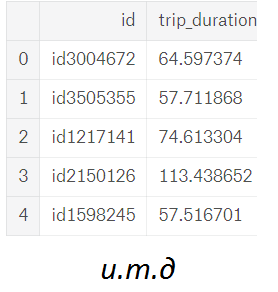 id trip_duration
0 id3004672 64.597374
1 id3505355 57.711868
2 id1217141 74.613304
3 id2150126 113.438652
4 id1598245 57.516701
и.т.д